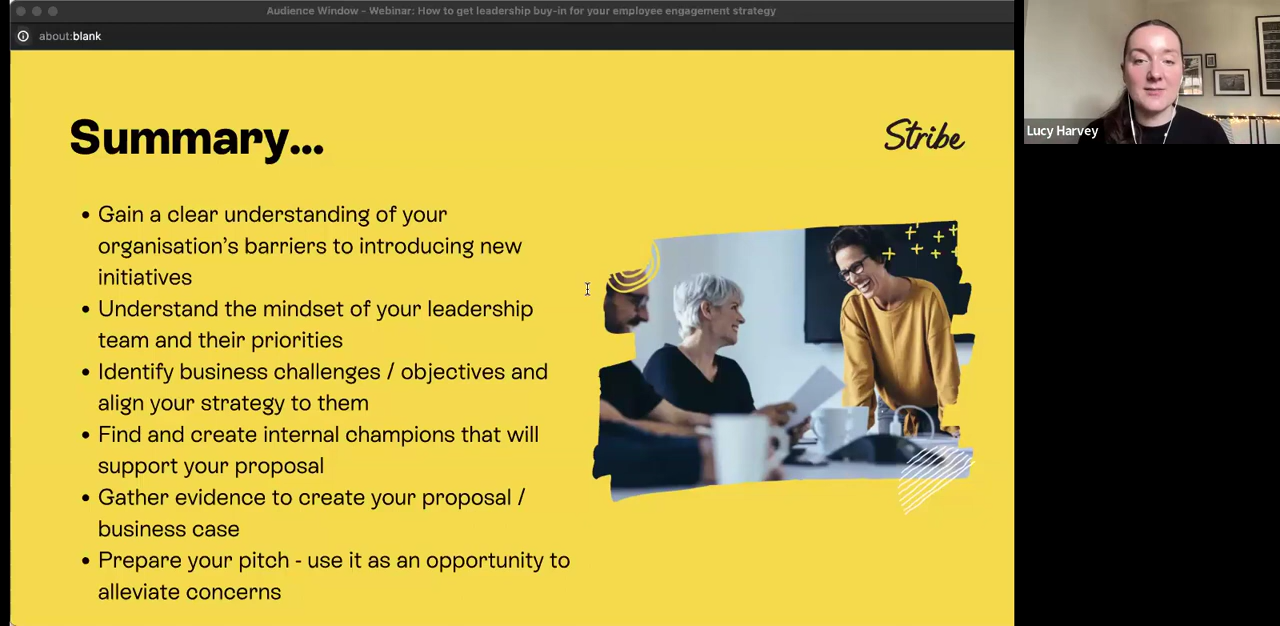 Audience Window - Webinar: How to get leadership buy-in for your employee engagement strategy
about:blank
Summary...
Stribe
Lucy Harvey
• Gain a clear understanding of your
organisation's barriers to introducing new
initiatives
• Understand the mindset of your leadership
team and their priorities
• Identify business challenges / objectives and
align your strategy to them
• Find and create internal champions that will
support your proposal
• Gather evidence to create your proposal /
business case
• Prepare your pitch - use it as an opportunity to
alleviate concerns